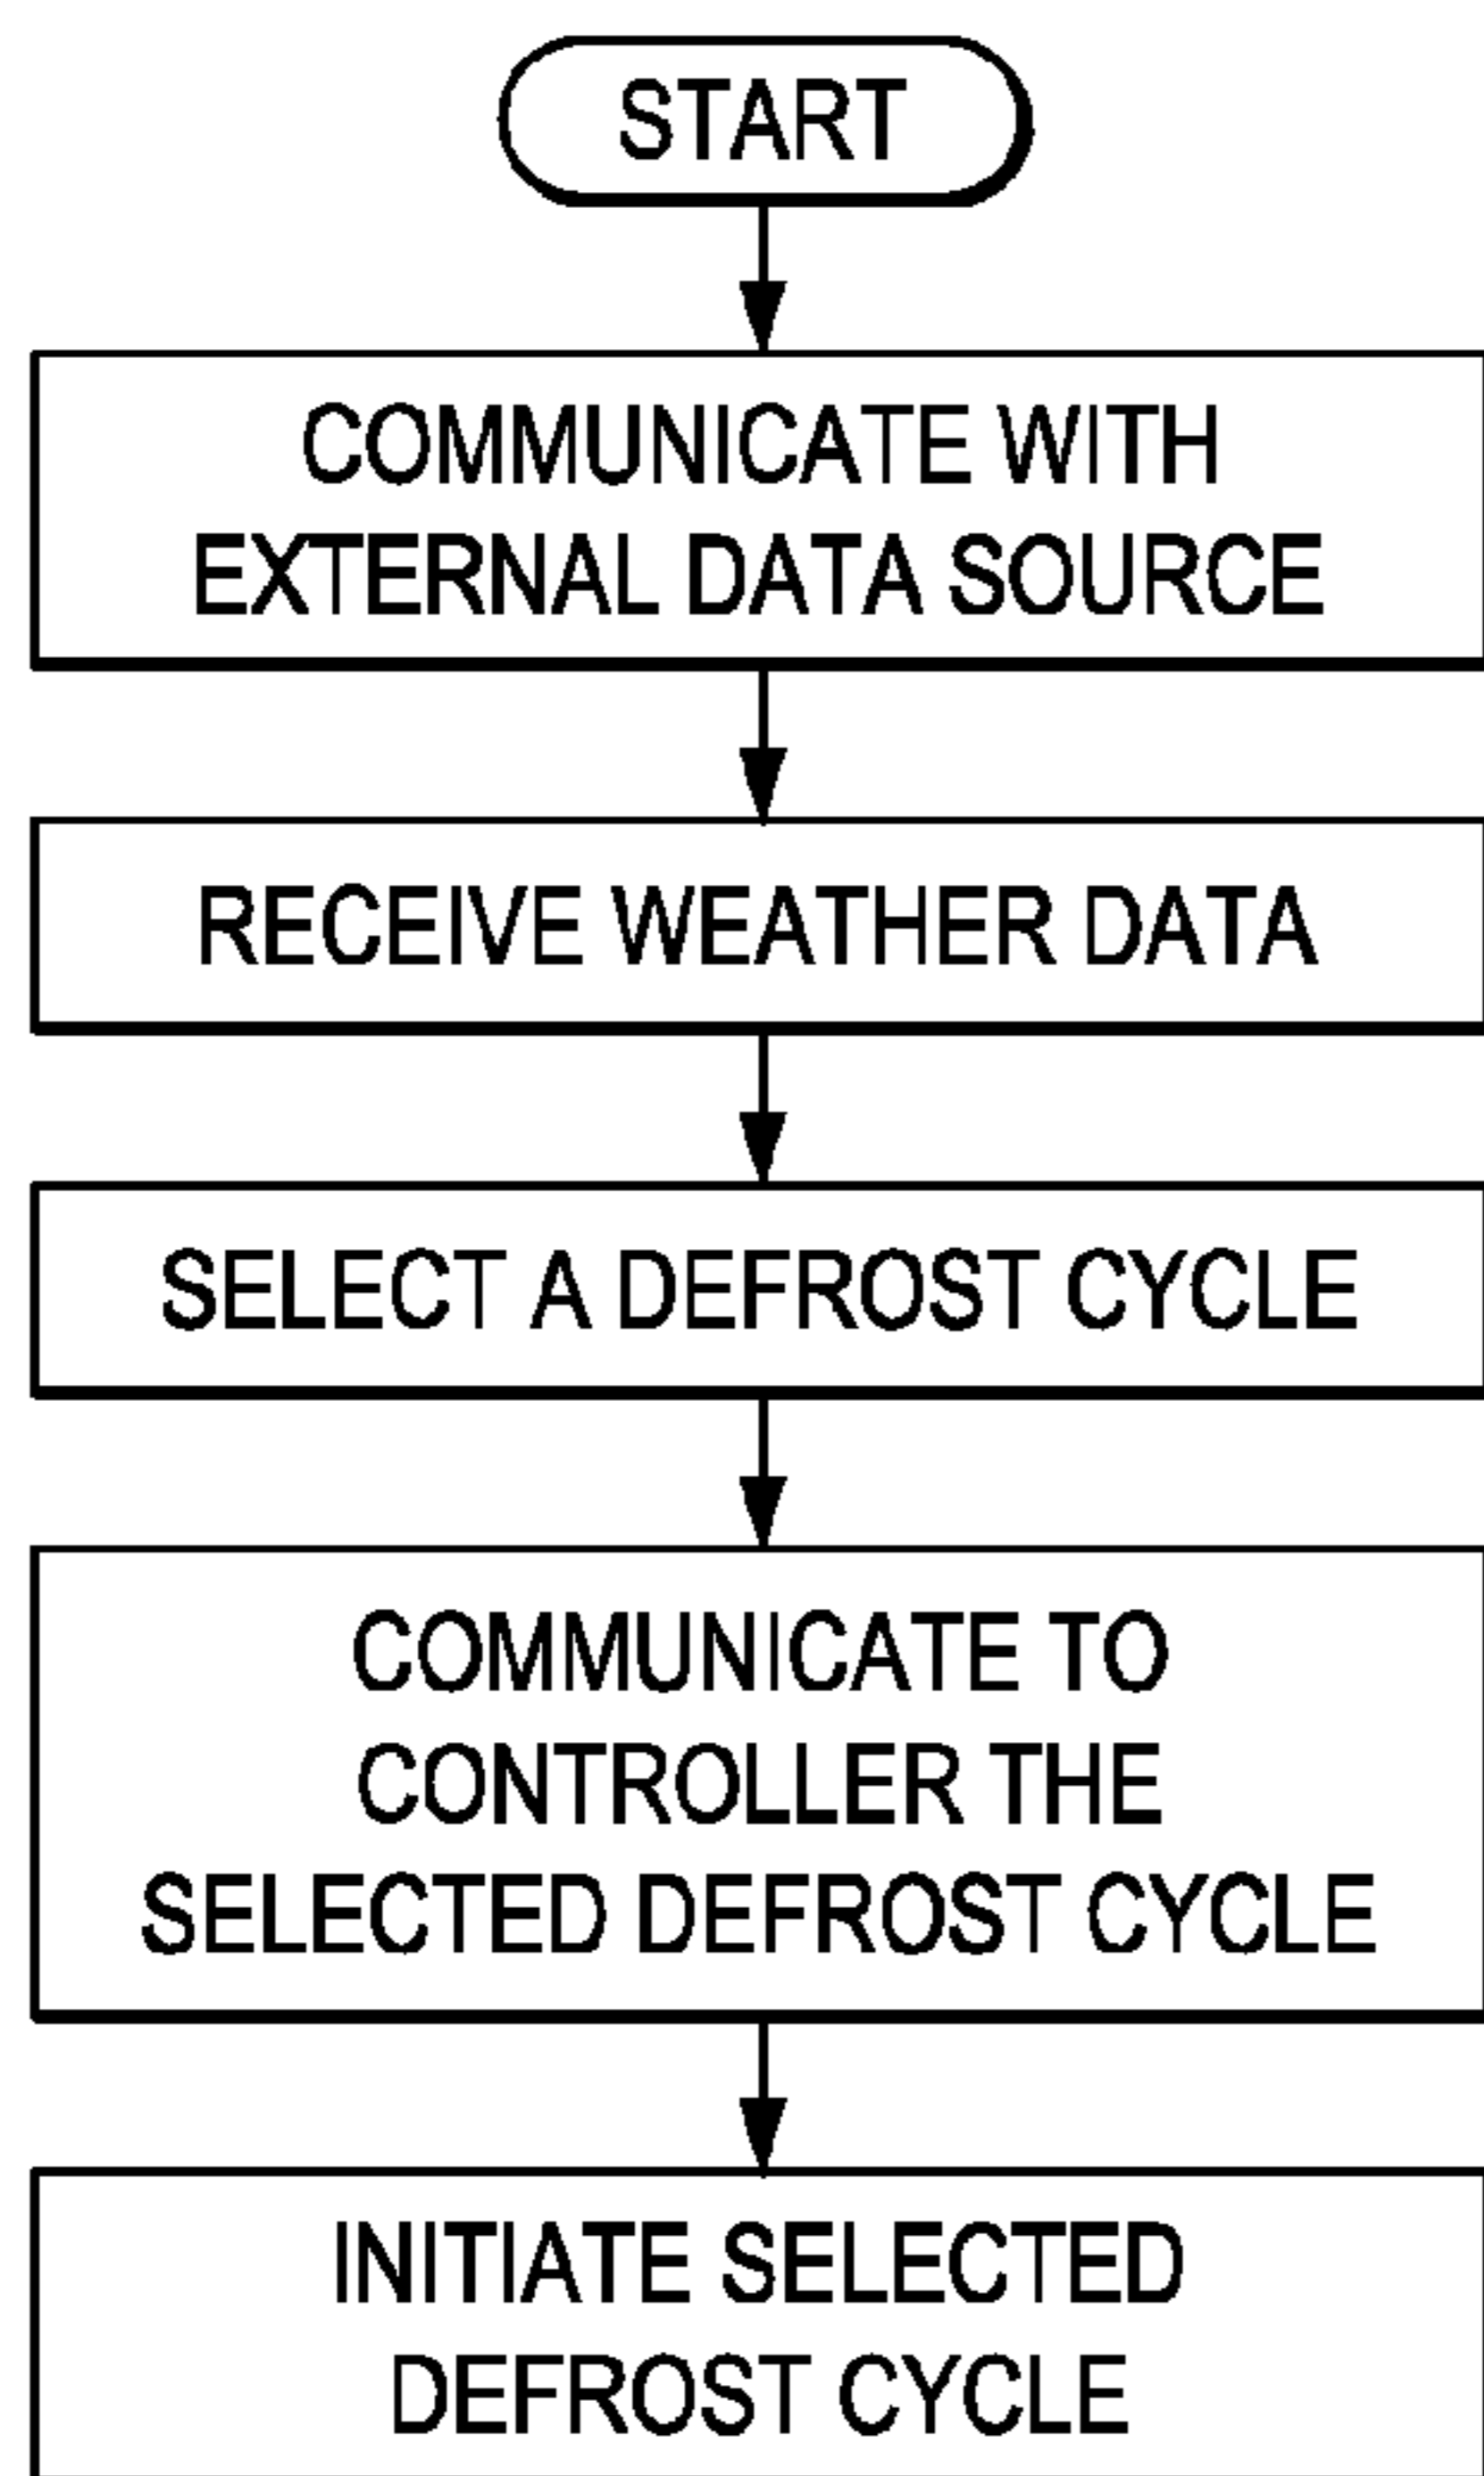 START
COMMUNICATE WITH
EXTERNAL DATA SOURCE
RECEIVE WEATHER DATA
SELECT A DEFROST CYCLE
COMMUNICATE TO
CONTROLLER THE
SELECTED DEFROST CYCLE
INITIATE SELECTED
DEFROST CYCLE